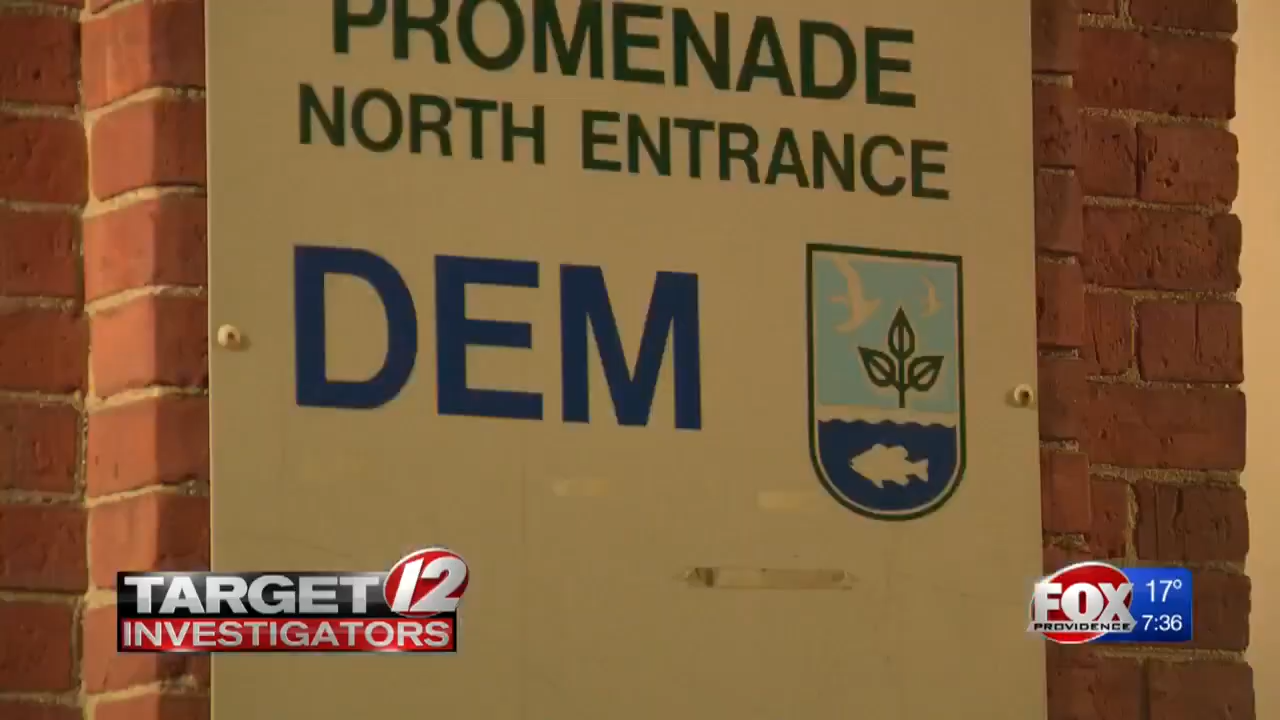 PROMENADE
NORTH ENTRANCE
DEM
TARGET 12
INVESTIGATORS
FOX
PROVIDENCE
17°
7:36